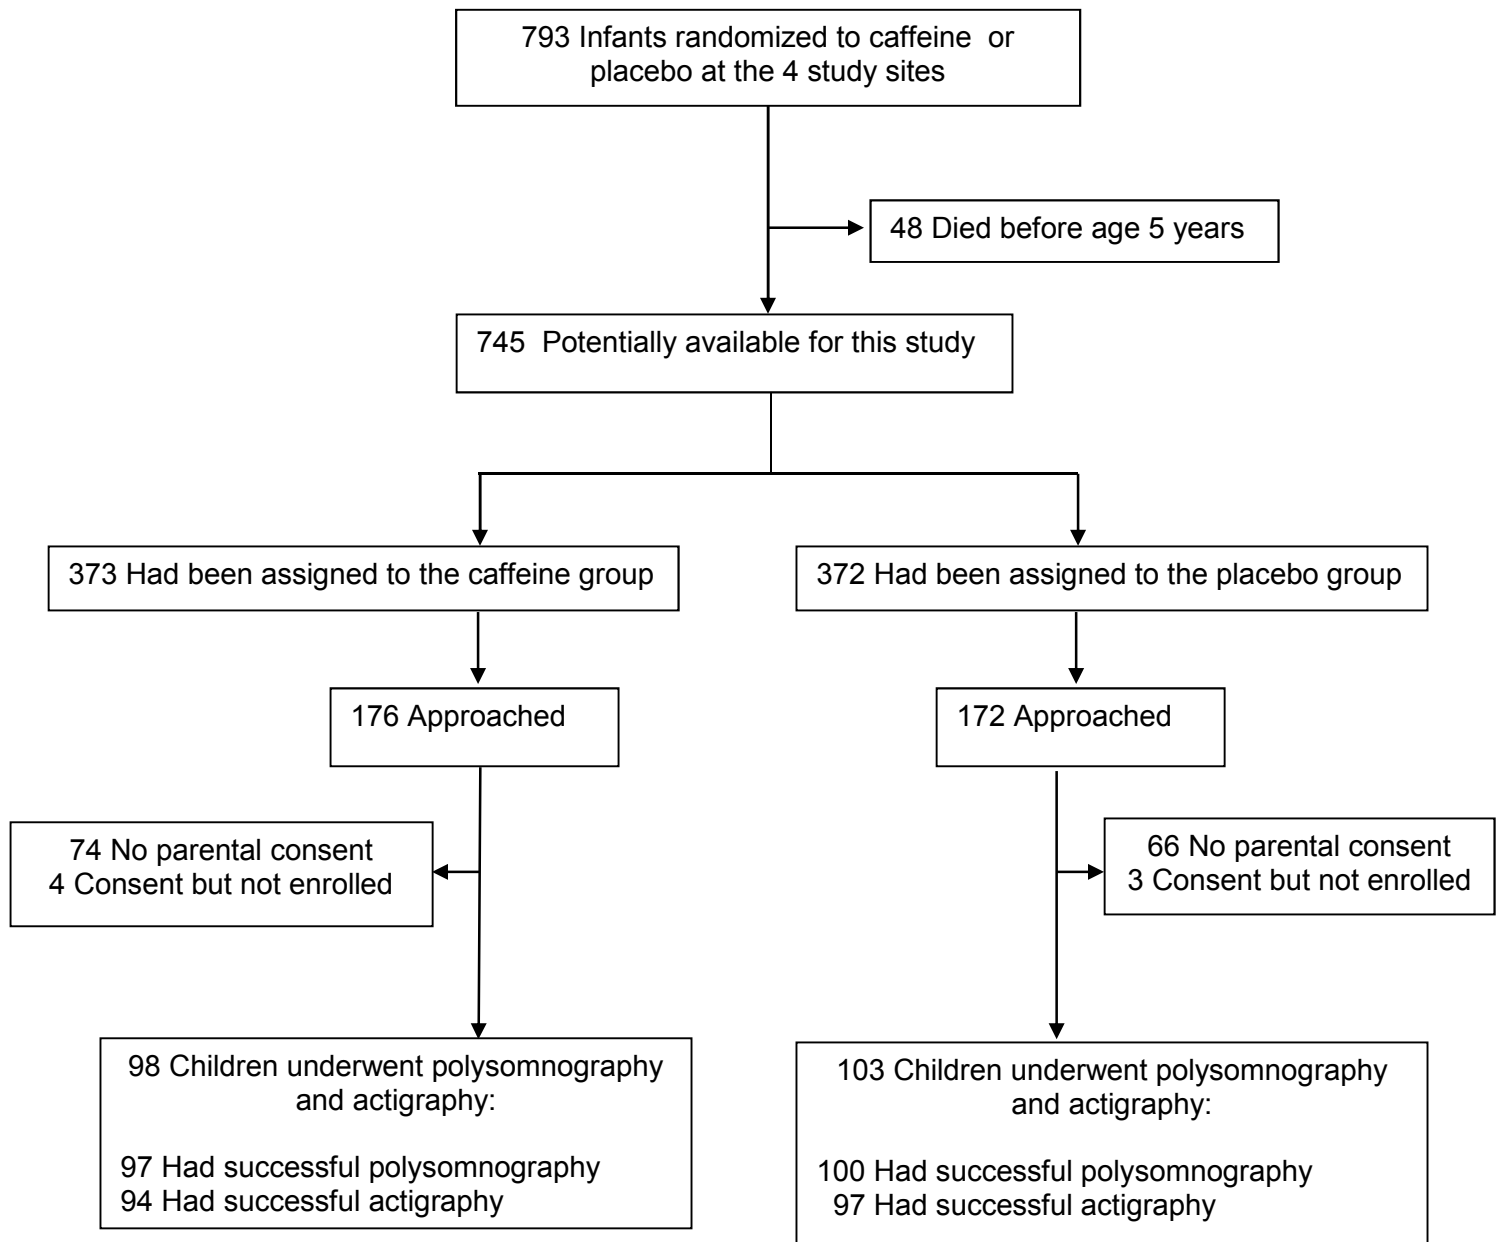 793 Infants randomized to caffeine or
placebo at the 4 study sites
48 Died before age 5 years
745 Potentially available for this study
373 Had been assigned to the caffeine group
372 Had been assigned to the placebo group
176 Approached
172 Approached
74 No parental consent
4 Consent but not enrolled
66 No parental consent
3 Consent but not enrolled
98 Children underwent polysomnography
and actigraphy:
97 Had successful polysomnography
94 Had successful actigraphy
103 Children underwent polysomnography
and actigraphy:
100 Had successful polysomnography
97 Had successful actigraphy